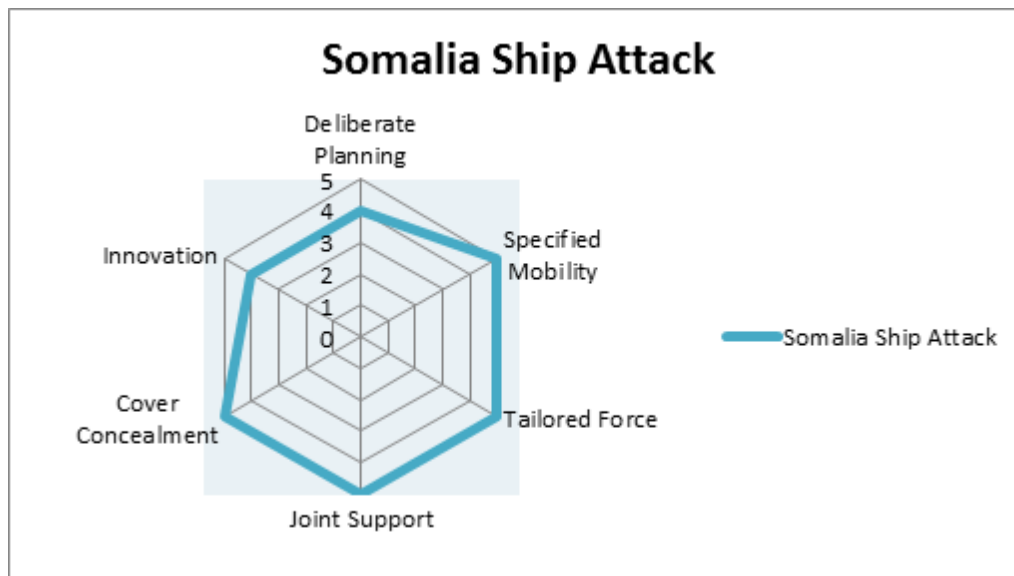 Somalia Ship Attack
Deliberate
Planning
5
4
3
2
1
0
Specified
Mobility
Innovation
Somalia Ship Attack
Cover
Concealment
Tailored Force
Joint Support